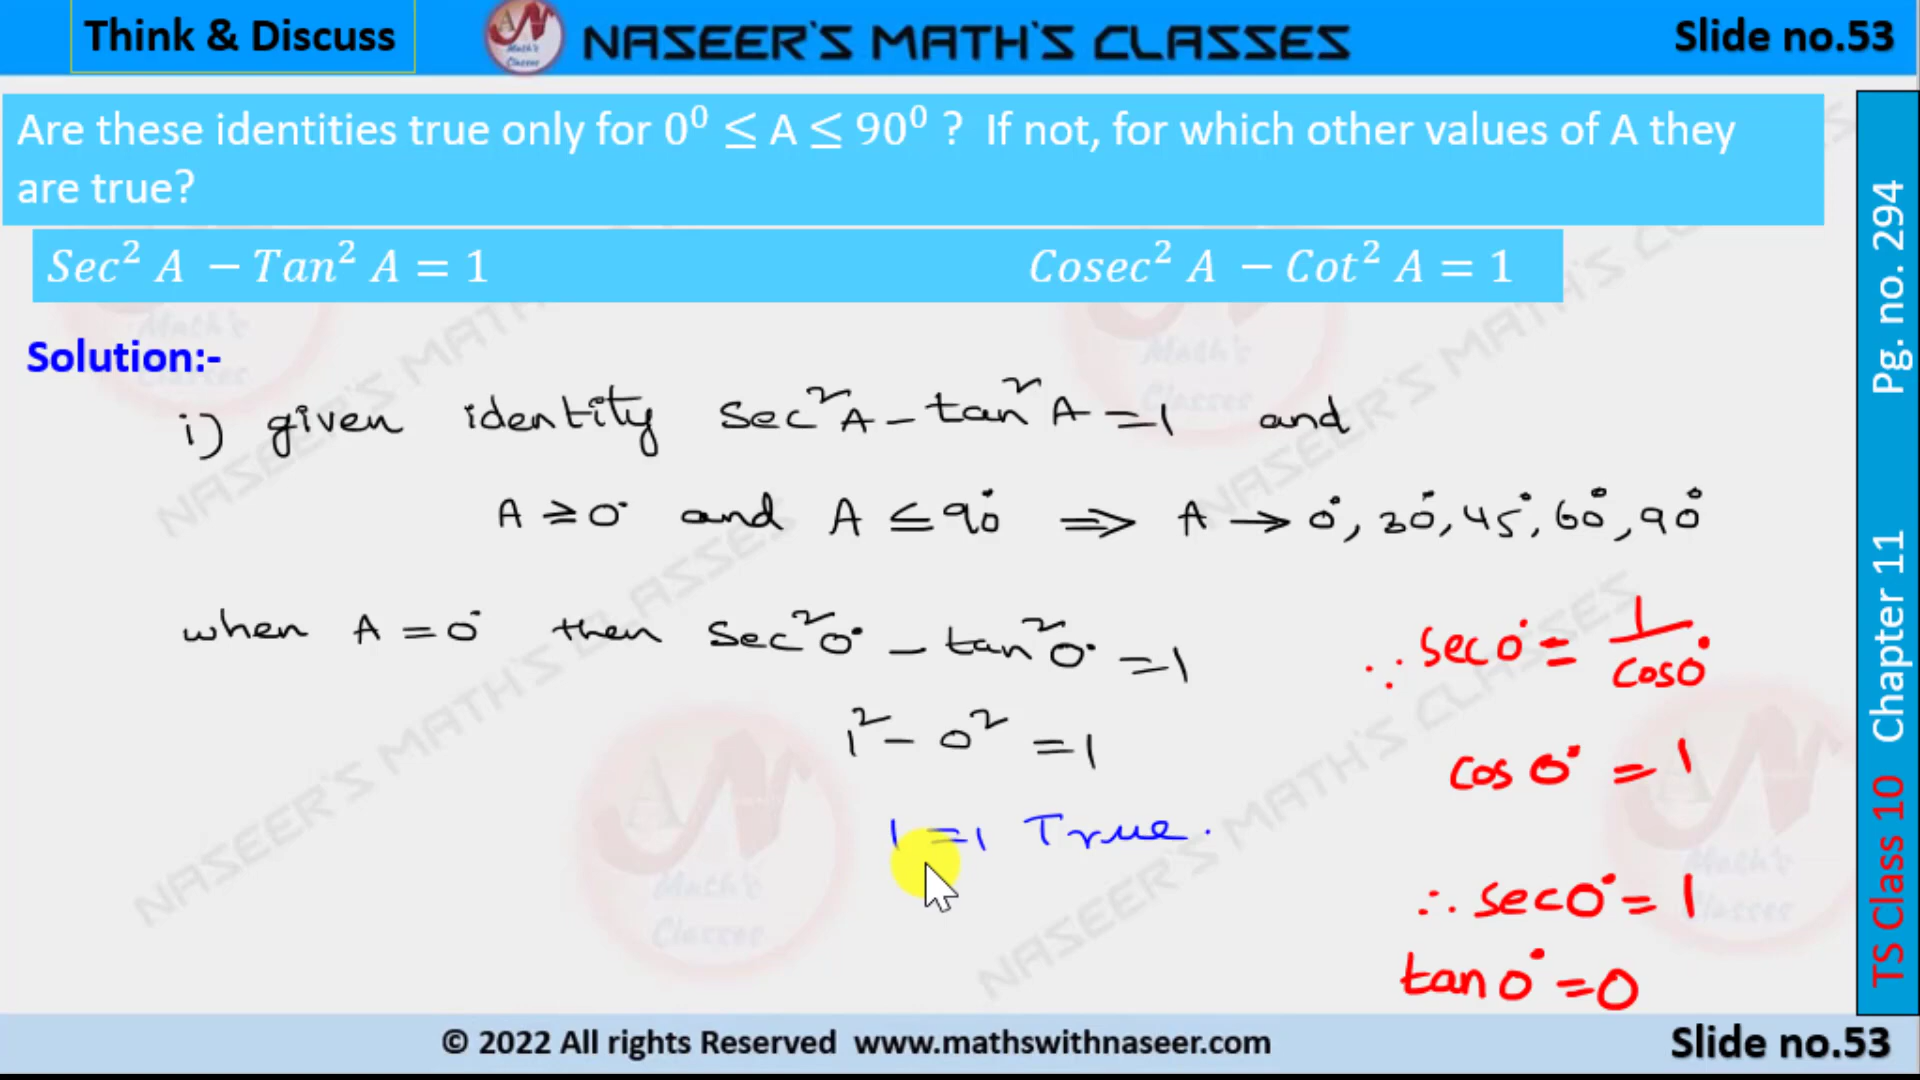 Think & Discuss
NASEER'S MATH'S CLASSES
Slide no.53
Are these identities true only for 0⁰ ≤ A ≤ 90⁰ ? If not, for which other values of A they
are true?
Sec² A − Tan² A = 1
Cosec² A − Cot² A = 1
Solution:-
i) given identity sec²A − tan²A = 1 and
A ≥ 0° and A ≤ 90° ⇒ A → 0°, 30°, 45°, 60°, 90°
when A = 0° then sec²0° − tan²0° = 1
1² − 0² = 1
1 = 1 True.
∵ sec0° = 1/cos0°
cos 0° = 1
∴ sec0° = 1
tan 0° = 0
TS Class 10 Chapter 11 Pg. no. 294
© 2022 All rights Reserved www.mathswithnaseer.com
Slide no.53